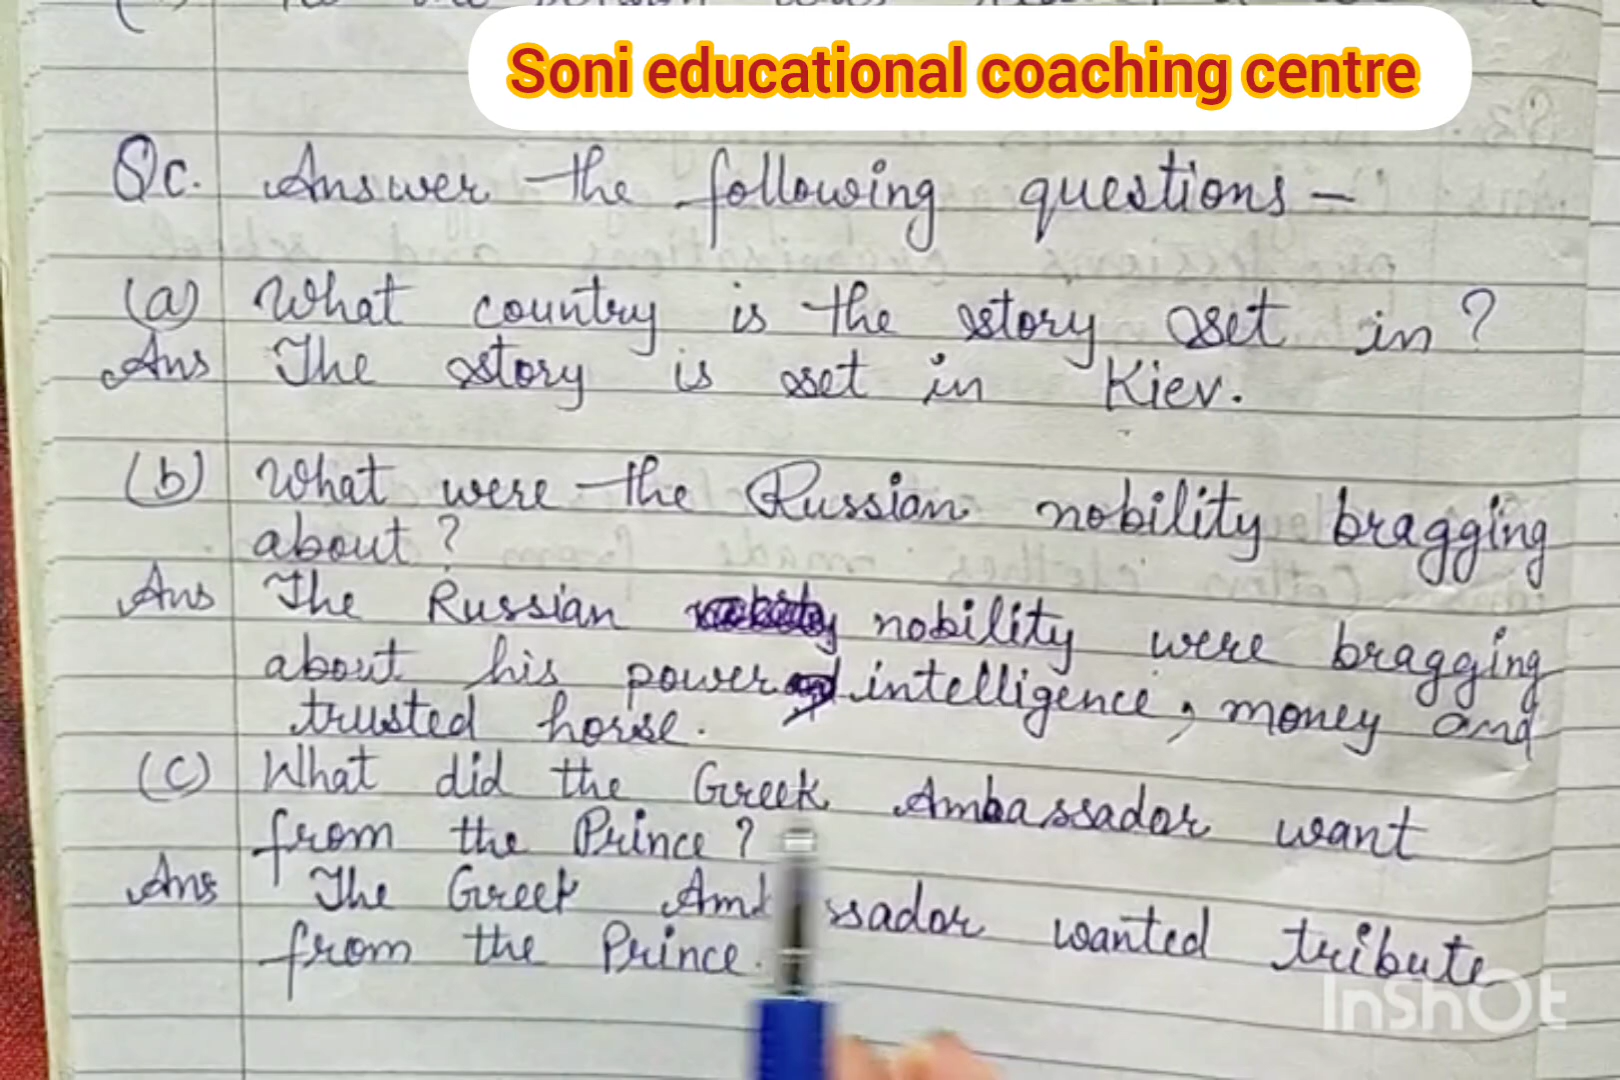 Soni educational coaching centre
Qc. Answer the following questions –
(a) What country is the story set in ?
Ans The story is set in Kiev.
(b) What were the Russian nobility bragging
about ?
Ans The Russian nobility were bragging
about his power intelligence, money and
trusted horse.
(c) What did the Greek Ambassador want
from the Prince ?
Ans The Greek ssador wanted tribute
from the Prince.
InShOt